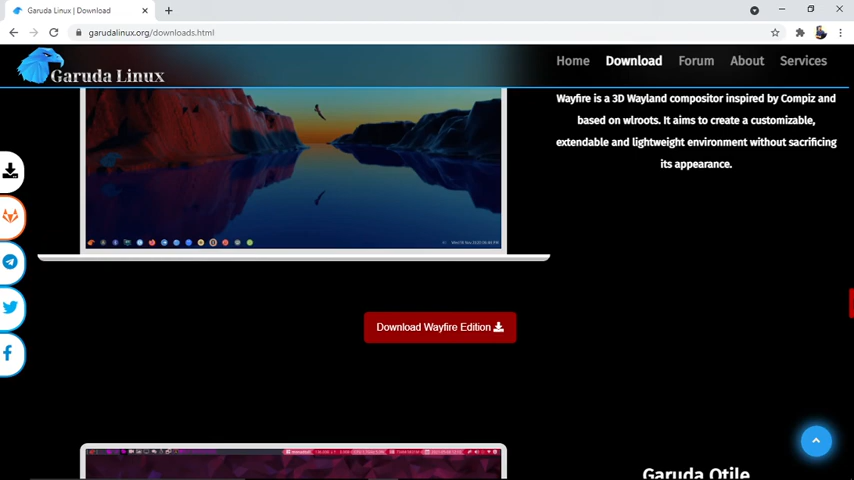 Garuda Linux | Download
garudalinux.org/downloads.html
Garuda Linux
Home Download Forum About Services
Wayfire is a 3D Wayland compositor inspired by Compiz and
based on wlroots. It aims to create a customizable,
extendable and lightweight environment without sacrificing
its appearance.
Download Wayfire Edition
Garuda Qtile